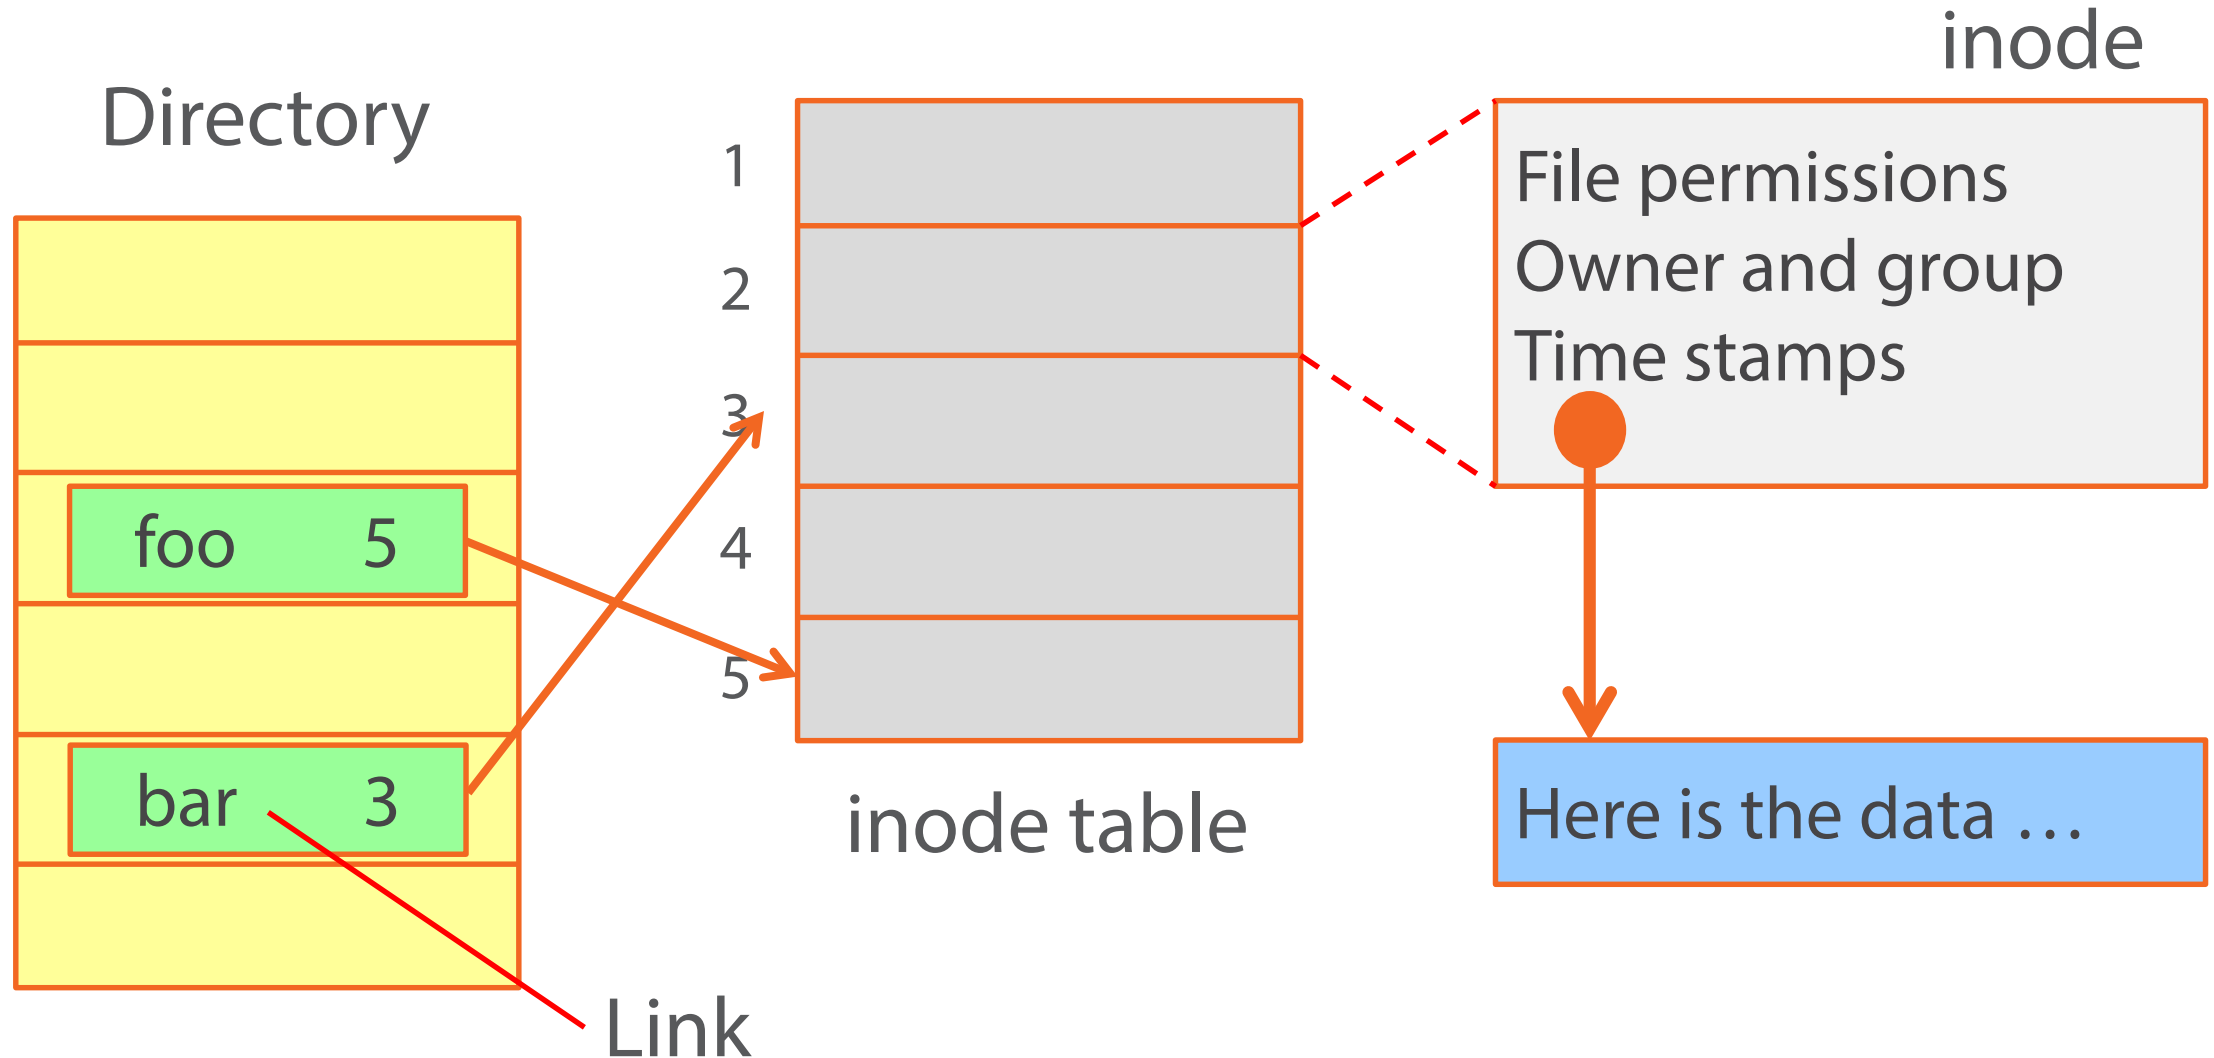 Directory
foo 5
bar 3
Link
1
2
3
4
5
inode table
inode
File permissions
Owner and group
Time stamps
Here is the data …